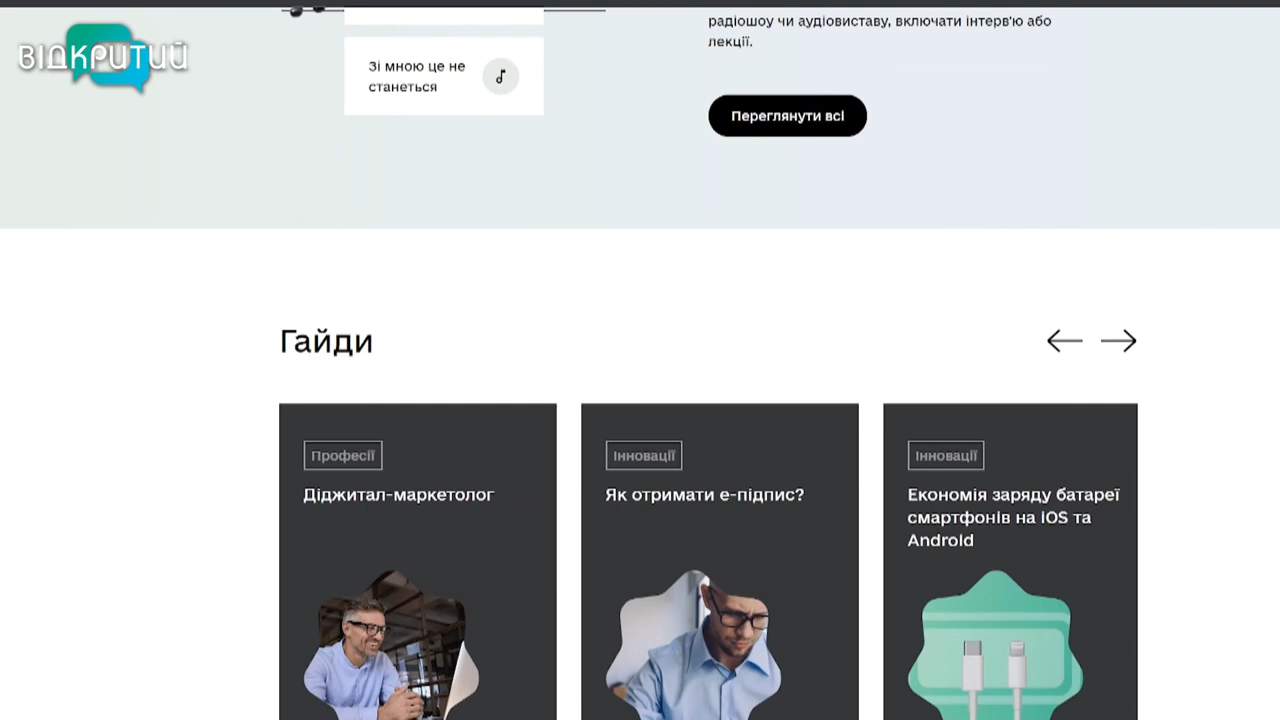 ВІДКРИТИЙ
радіошоу чи аудіовиставу, включати інтерв'ю або
лекції.
Зі мною це не
станеться
Переглянути всі
Гайди
Професії
Діджитал-маркетолог
Інновації
Як отримати е-підпис?
Інновації
Економія заряду батареї
смартфонів на iOS та
Android